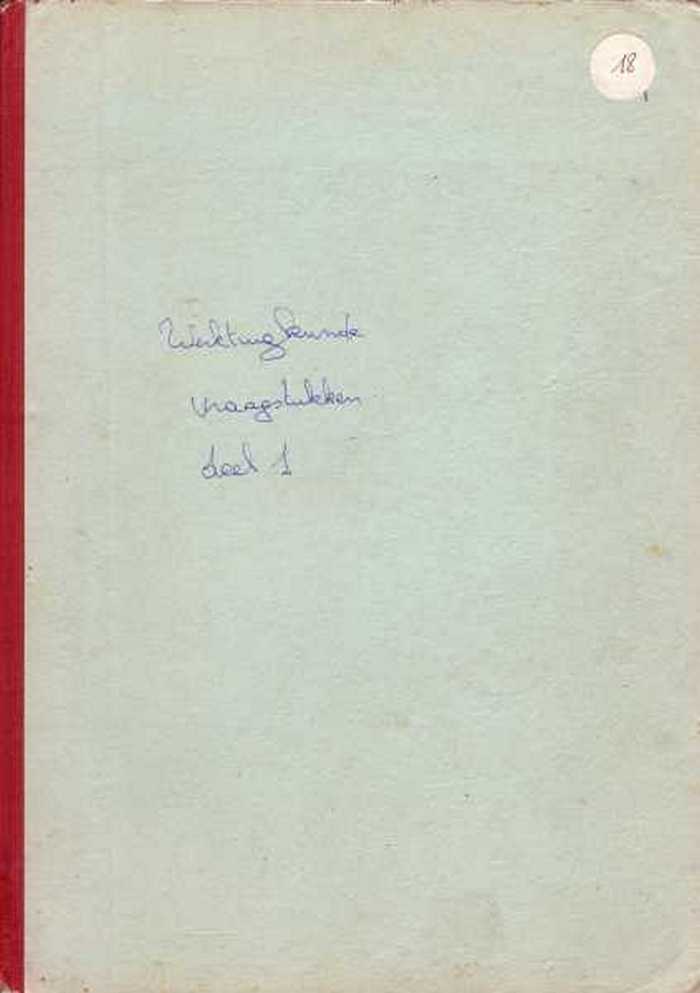 18
Werktuigkunde
vraagstukken
deel 1